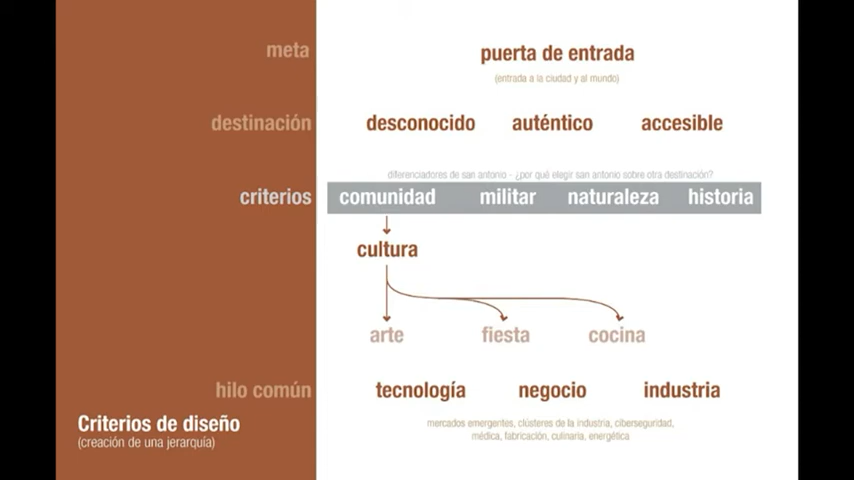 meta
puerta de entrada
(entrada a la ciudad y al mundo)
destinación
desconocido auténtico accesible
diferenciadores de san antonio - ¿por qué elegir san antonio sobre otra destinación?
criterios
comunidad militar naturaleza historia
cultura
arte fiesta cocina
hilo común
tecnología negocio industria
Criterios de diseño
(creación de una jerarquía)
mercados emergentes, clústeres de la industria, ciberseguridad,
médica, fabricación, culinaria, energética